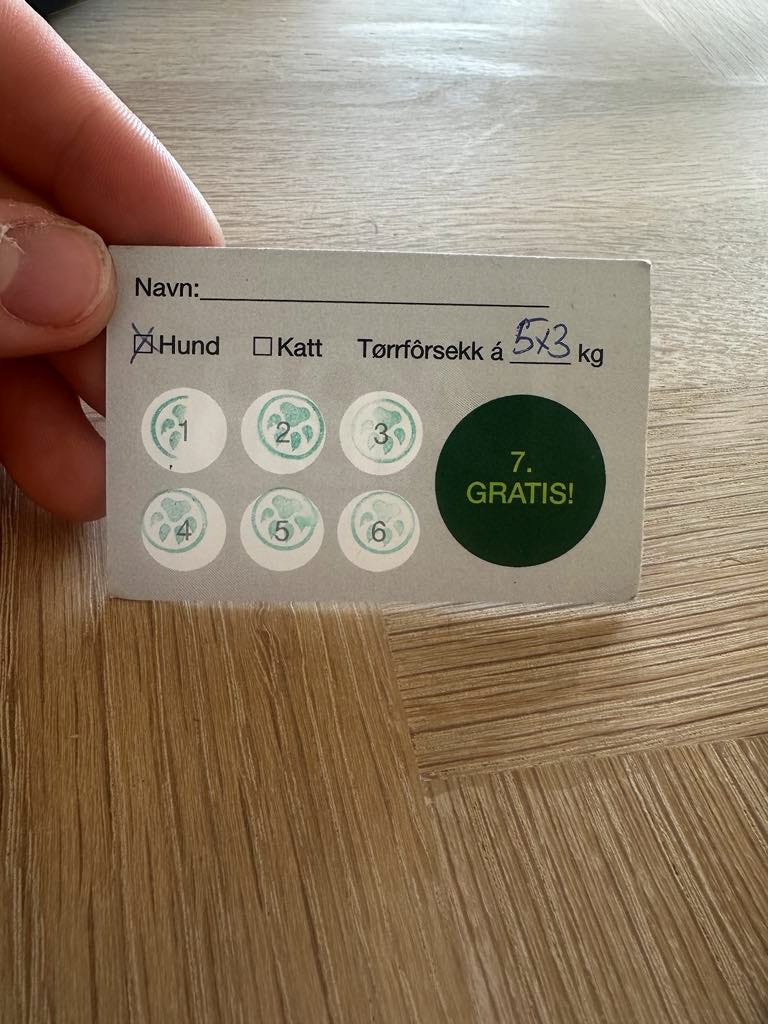 Navn:
Hund Katt Tørrfôrsekk á 5x3 kg
1 2 3
4 5 6
7.
GRATIS!